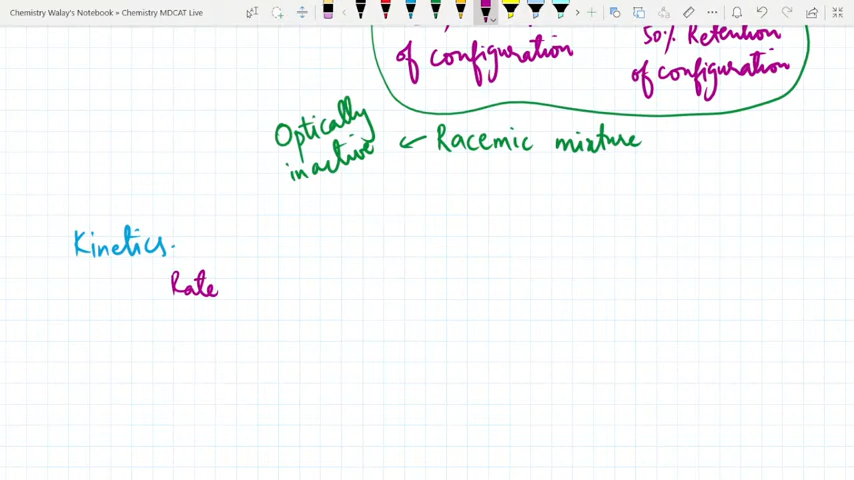 Chemistry Walay's Notebook » Chemistry MDCAT Live
of configuration
50% Retention
of configuration
Optically
inactive ← Racemic mixture
Kinetics.
Rate